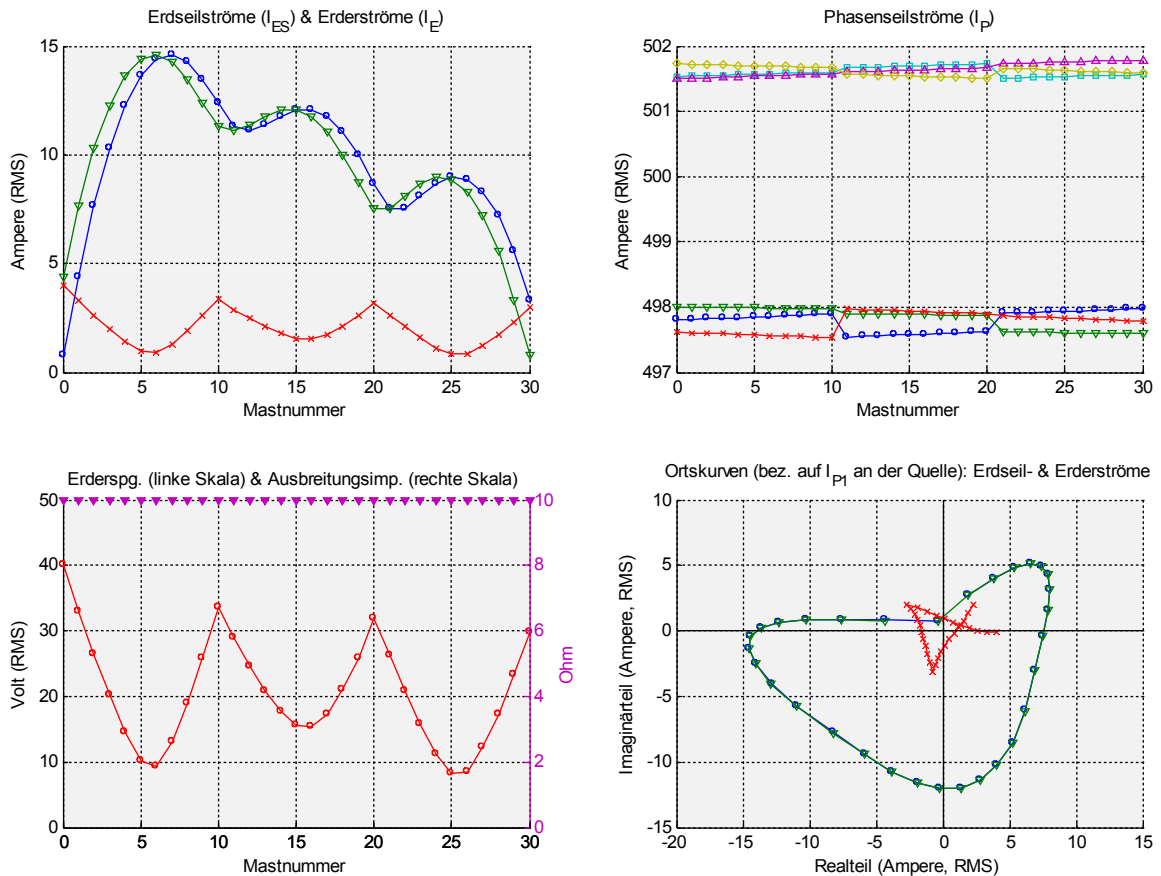 Erdseilströme (I_ES) & Erderströme (I_E)
15
10
5
0
Ampere (RMS)
0 5 10 15 20 25 30
Mastnummer
Phasenseilströme (I_P)
502
501
500
499
498
497
Ampere (RMS)
0 5 10 15 20 25 30
Mastnummer
Erderspg. (linke Skala) & Ausbreitungsimp. (rechte Skala)
50
40
30
20
10
0
Volt (RMS)
10
8
6
4
2
0
Ohm
0 5 10 15 20 25 30
Mastnummer
Ortskurven (bez. auf I_P1 an der Quelle): Erdseil- & Erderströme
10
5
0
-5
-10
-15
Imaginärteil (Ampere, RMS)
-20 -15 -10 -5 0 5 10 15
Realteil (Ampere, RMS)